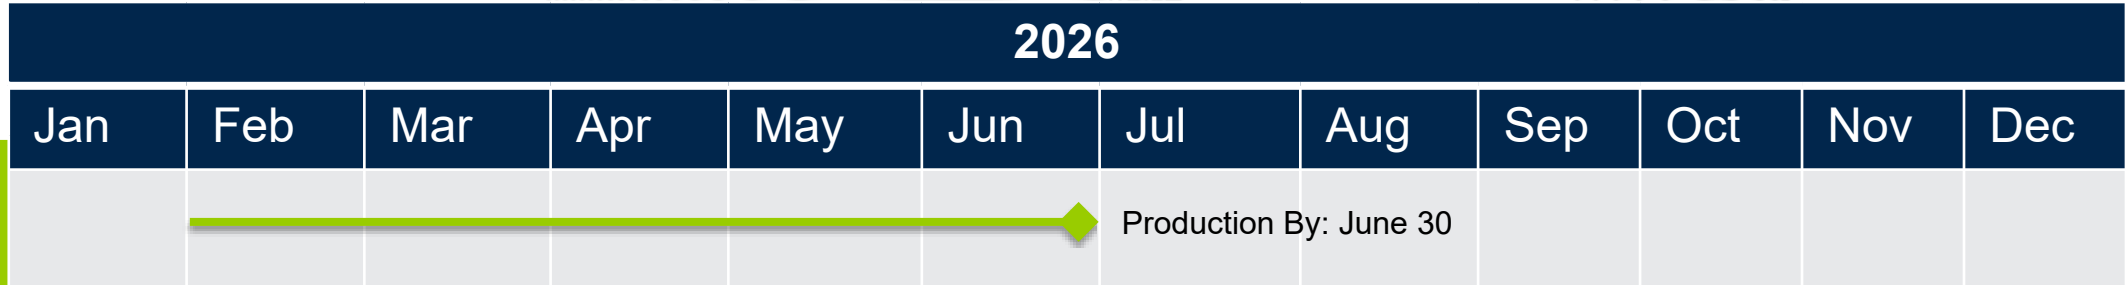 2026
Jan Feb Mar Apr May Jun Jul Aug Sep Oct Nov Dec
Production By: June 30